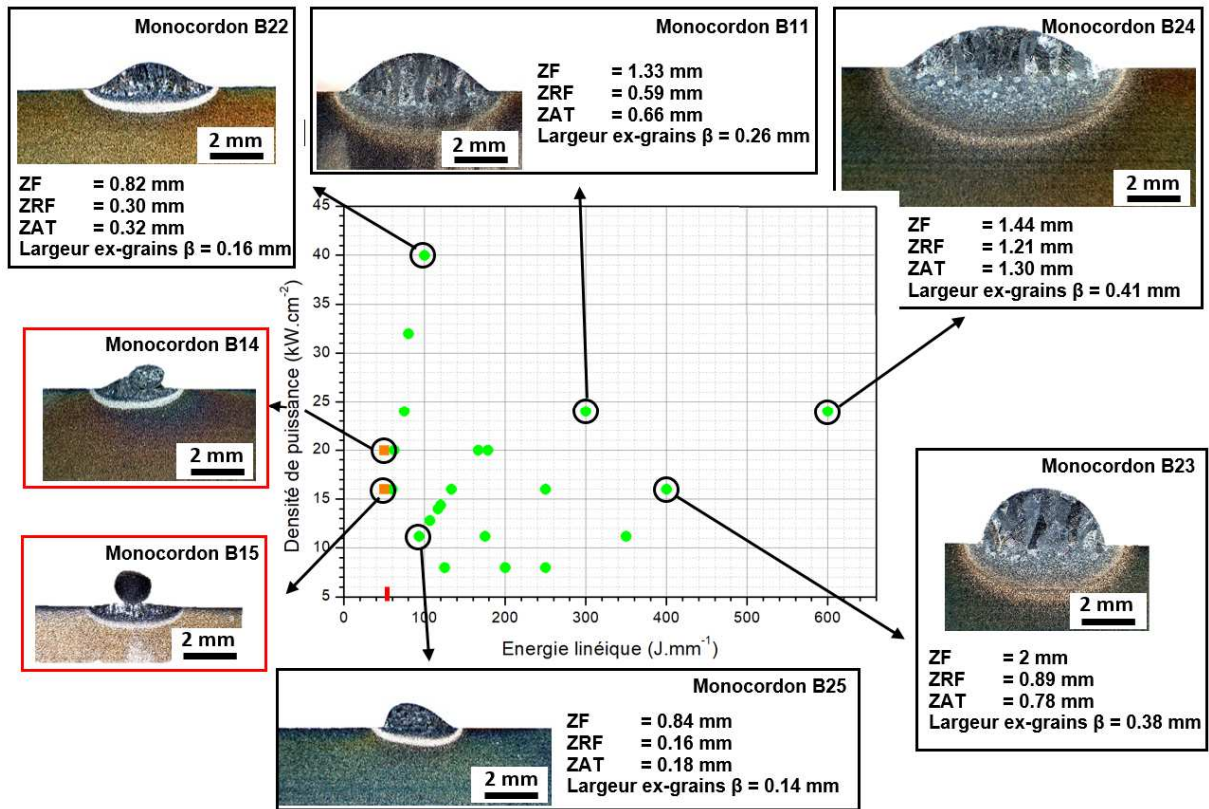 Monocordon B22
2 mm
ZF = 0.82 mm
ZRF = 0.30 mm
ZAT = 0.32 mm
Largeur ex-grains β = 0.16 mm
Monocordon B11
2 mm
ZF = 1.33 mm
ZRF = 0.59 mm
ZAT = 0.66 mm
Largeur ex-grains β = 0.26 mm
Monocordon B24
2 mm
ZF = 1.44 mm
ZRF = 1.21 mm
ZAT = 1.30 mm
Largeur ex-grains β = 0.41 mm
Monocordon B14
2 mm
Monocordon B15
2 mm
Densité de puissance (kW.cm-2)
45
40
35
30
25
20
15
10
5
0 100 200 300 400 500 600
Energie linéique (J.mm-1)
Monocordon B23
2 mm
ZF = 2 mm
ZRF = 0.89 mm
ZAT = 0.78 mm
Largeur ex-grains β = 0.38 mm
Monocordon B25
2 mm
ZF = 0.84 mm
ZRF = 0.16 mm
ZAT = 0.18 mm
Largeur ex-grains β = 0.14 mm